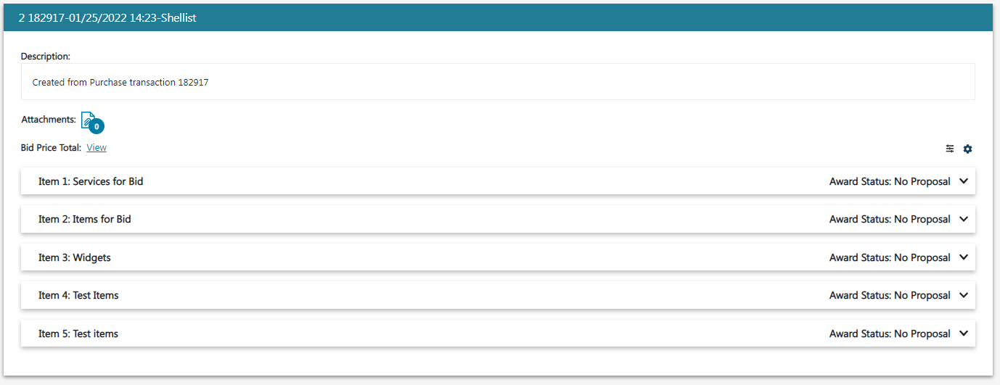 2 182917-01/25/2022 14:23-Shellist
Description:
Created from Purchase transaction 182917
Attachments: 0
Bid Price Total: View
Item 1: Services for Bid Award Status: No Proposal
Item 2: Items for Bid Award Status: No Proposal
Item 3: Widgets Award Status: No Proposal
Item 4: Test Items Award Status: No Proposal
Item 5: Test items Award Status: No Proposal